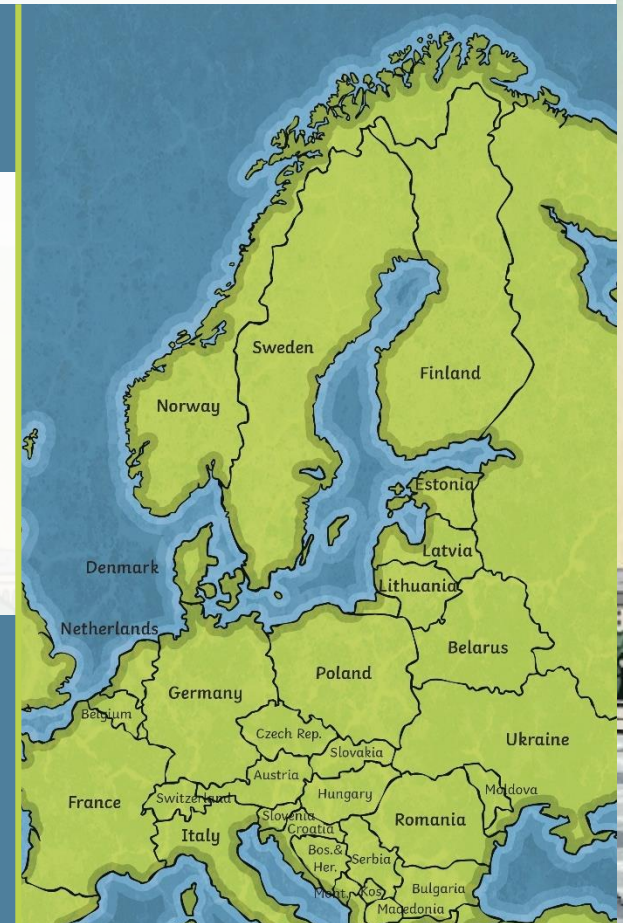 Sweden
Finland
Norway
Estonia
Denmark
Latvia
Lithuania
Netherlands
Belarus
Poland
Germany
Belgium
Czech Rep.
Ukraine
Slovakia
Austria
Moldova
Hungary
France
Switzerland
Slovenia
Romania
Croatia
Italy
Bos.&
Her.
Serbia
Mont.
Kos.
Bulgaria
Macedonia